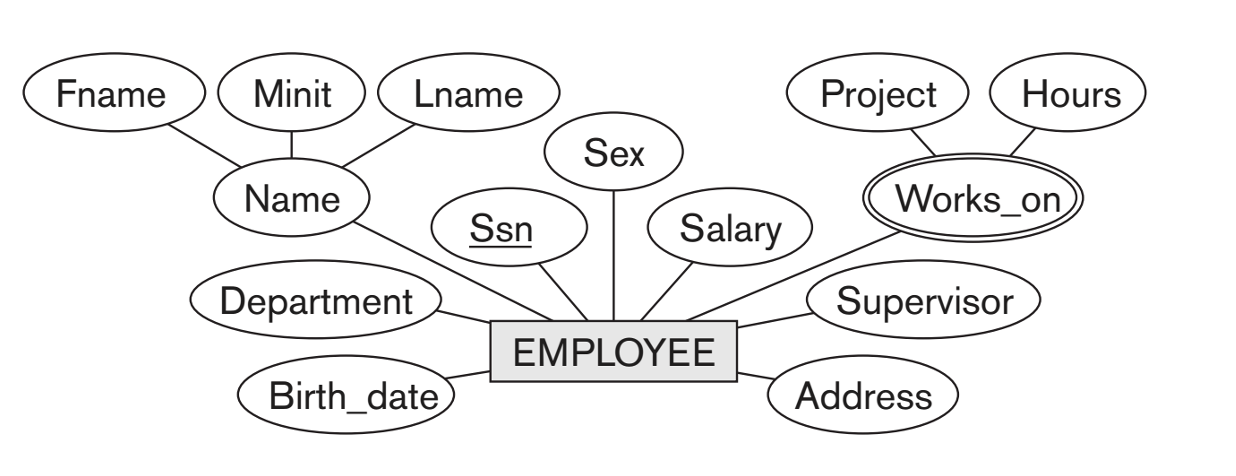 Fname
Minit
Lname
Project
Hours
Sex
Name
Ssn
Salary
Works_on
Department
Supervisor
EMPLOYEE
Birth_date
Address